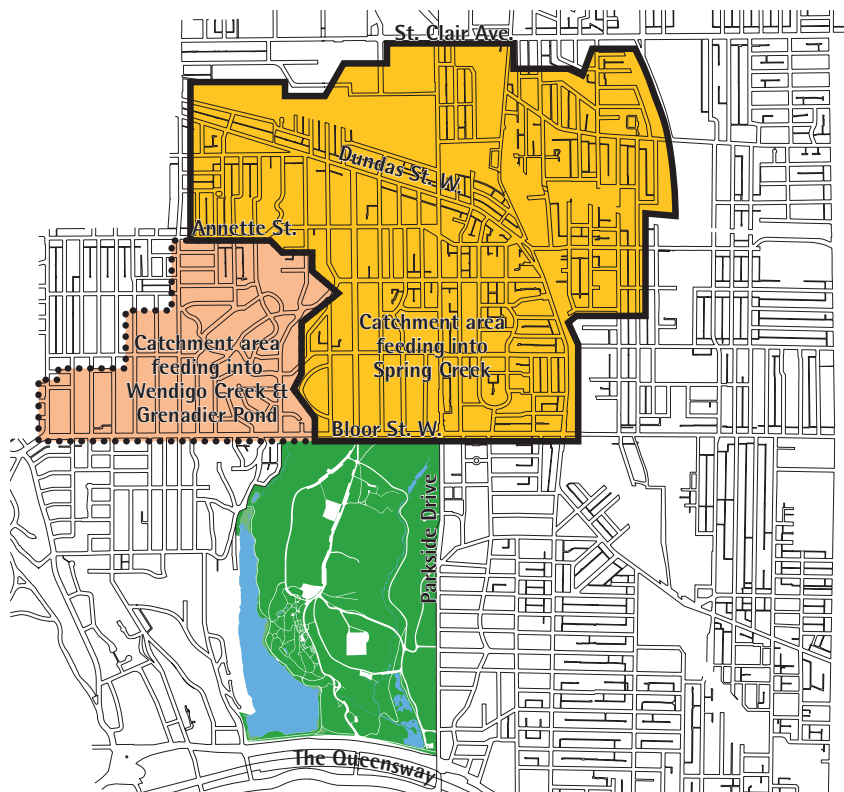 St. Clair Ave.
Dundas St. W.
Annette St.
Catchment area
feeding into
Spring Creek
Catchment area
feeding into
Wendigo Creek &
Grenadier Pond
Bloor St. W.
Parkside Drive
The Queensway